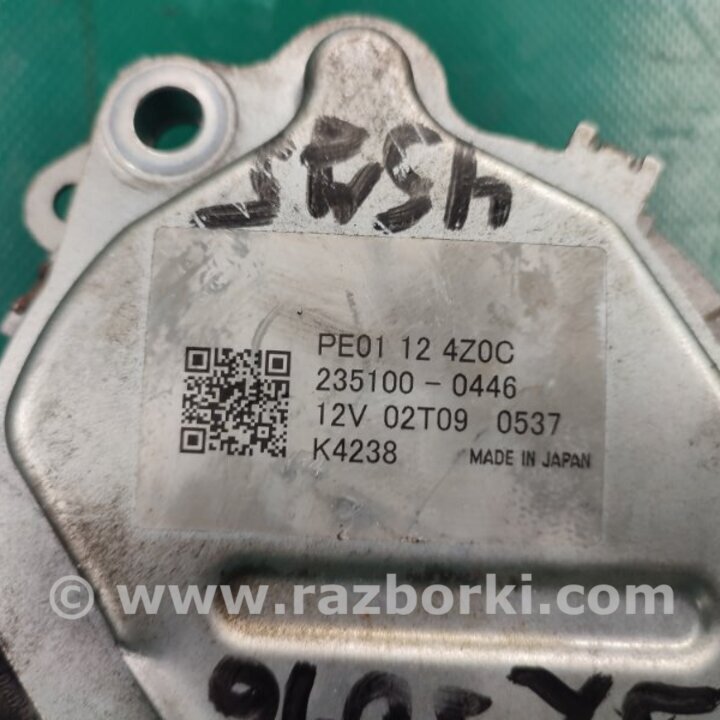 PE01 12 4Z0C
235100-0446
12V 02T09 0537
K4238 MADE IN JAPAN
© www.razborki.com